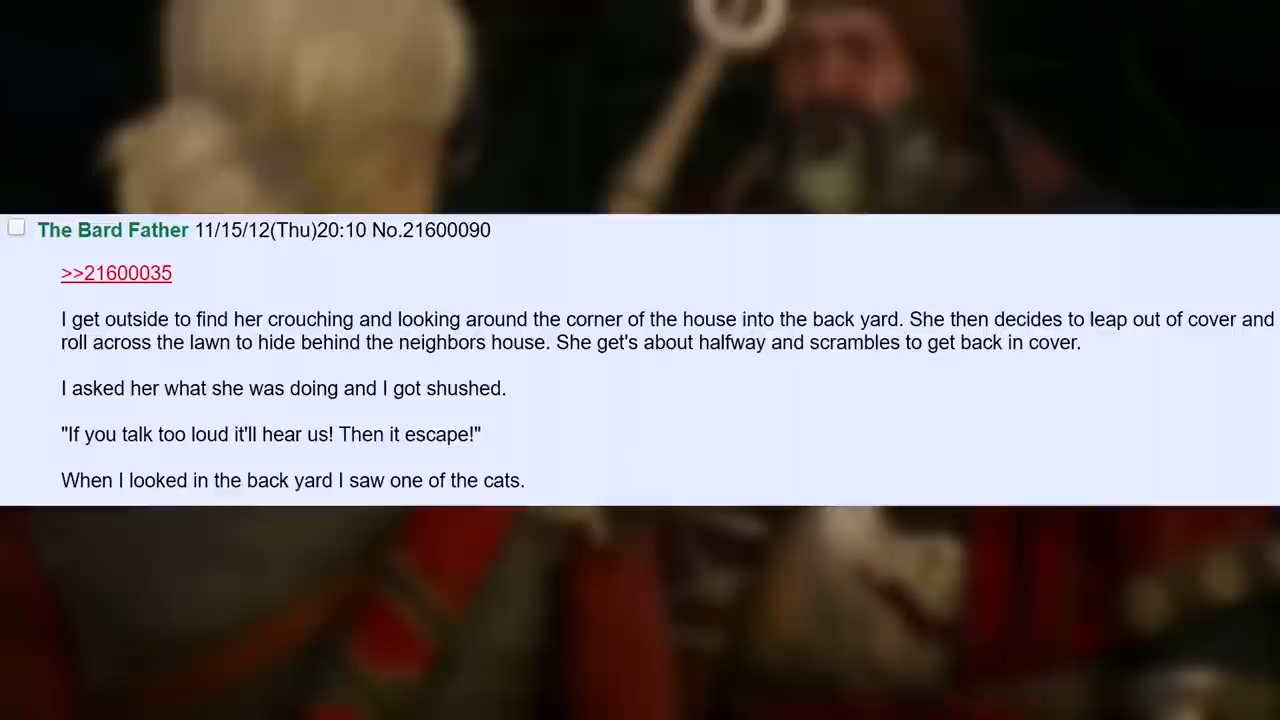 The Bard Father 11/15/12(Thu)20:10 No.21600090
>>21600035
I get outside to find her crouching and looking around the corner of the house into the back yard. She then decides to leap out of cover and
roll across the lawn to hide behind the neighbors house. She get's about halfway and scrambles to get back in cover.
I asked her what she was doing and I got shushed.
"If you talk too loud it'll hear us! Then it escape!"
When I looked in the back yard I saw one of the cats.